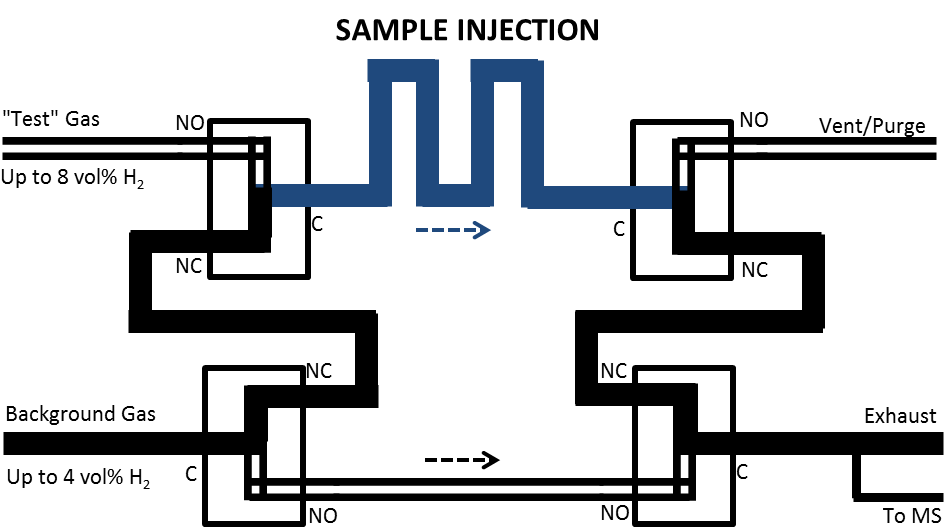 SAMPLE INJECTION
"Test" Gas
NO
NO
Vent/Purge
Up to 8 vol% H₂
C
C
NC
NC
NC
NC
Background Gas
Exhaust
Up to 4 vol% H₂
C
C
NO
NO
To MS